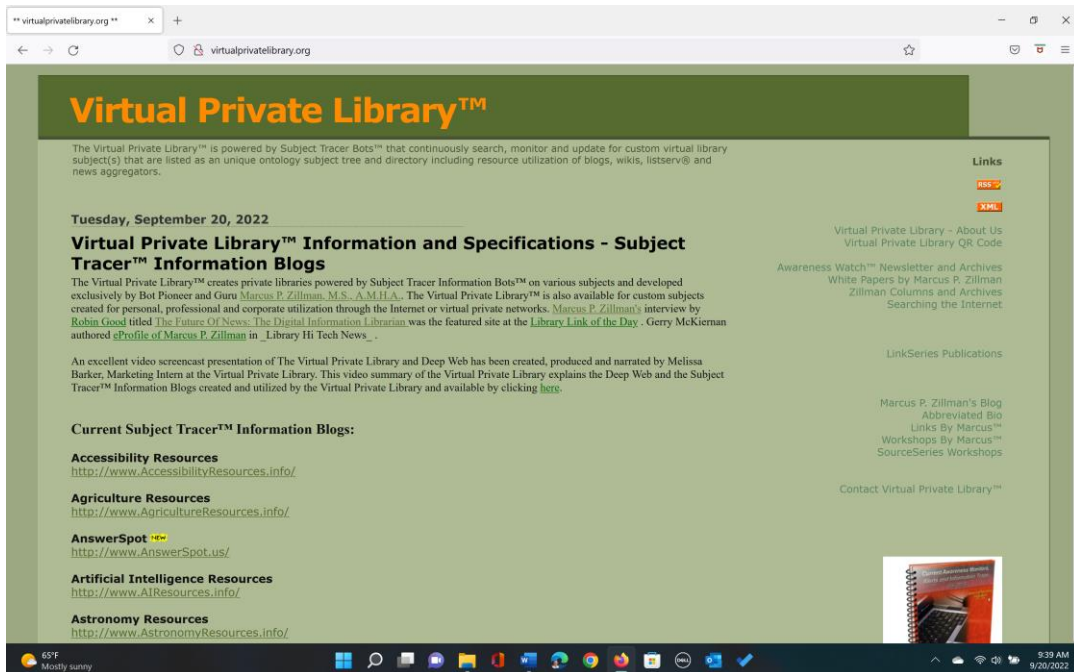 ** virtualprivatelibrary.org **
virtualprivatelibrary.org
Virtual Private Library™
The Virtual Private Library™ is powered by Subject Tracer Bots™ that continuously search, monitor and update for custom virtual library
subject(s) that are listed as an unique ontology subject tree and directory including resource utilization of blogs, wikis, listserv® and
news aggregators.
Tuesday, September 20, 2022
Virtual Private Library™ Information and Specifications - Subject
Tracer™ Information Blogs
The Virtual Private Library™ creates private libraries powered by Subject Tracer Information Bots™ on various subjects and developed
exclusively by Bot Pioneer and Guru Marcus P. Zillman, M.S., A.M.H.A.. The Virtual Private Library™ is also available for custom subjects
created for personal, professional and corporate utilization through the Internet or virtual private networks. Marcus P. Zillman's interview by
Robin Good titled The Future Of News: The Digital Information Librarian was the featured site at the Library Link of the Day . Gerry McKiernan
authored eProfile of Marcus P. Zillman in _Library Hi Tech News_ .
An excellent video screencast presentation of The Virtual Private Library and Deep Web has been created, produced and narrated by Melissa
Barker, Marketing Intern at the Virtual Private Library. This video summary of the Virtual Private Library explains the Deep Web and the Subject
Tracer™ Information Blogs created and utilized by the Virtual Private Library and available by clicking here.
Current Subject Tracer™ Information Blogs:
Accessibility Resources
http://www.AccessibilityResources.info/
Agriculture Resources
http://www.AgricultureResources.info/
AnswerSpot NEW
http://www.AnswerSpot.us/
Artificial Intelligence Resources
http://www.AIResources.info/
Astronomy Resources
http://www.AstronomyResources.info/
Links
RSS
XML
Virtual Private Library - About Us
Virtual Private Library QR Code
Awareness Watch™ Newsletter and Archives
White Papers by Marcus P. Zillman
Zillman Columns and Archives
Searching the Internet
LinkSeries Publications
Marcus P. Zillman's Blog
Abbreviated Bio
Links By Marcus™
Workshops By Marcus™
SourceSeries Workshops
Contact Virtual Private Library™
65°F
Mostly sunny
DELL
9:39 AM
9/20/2022